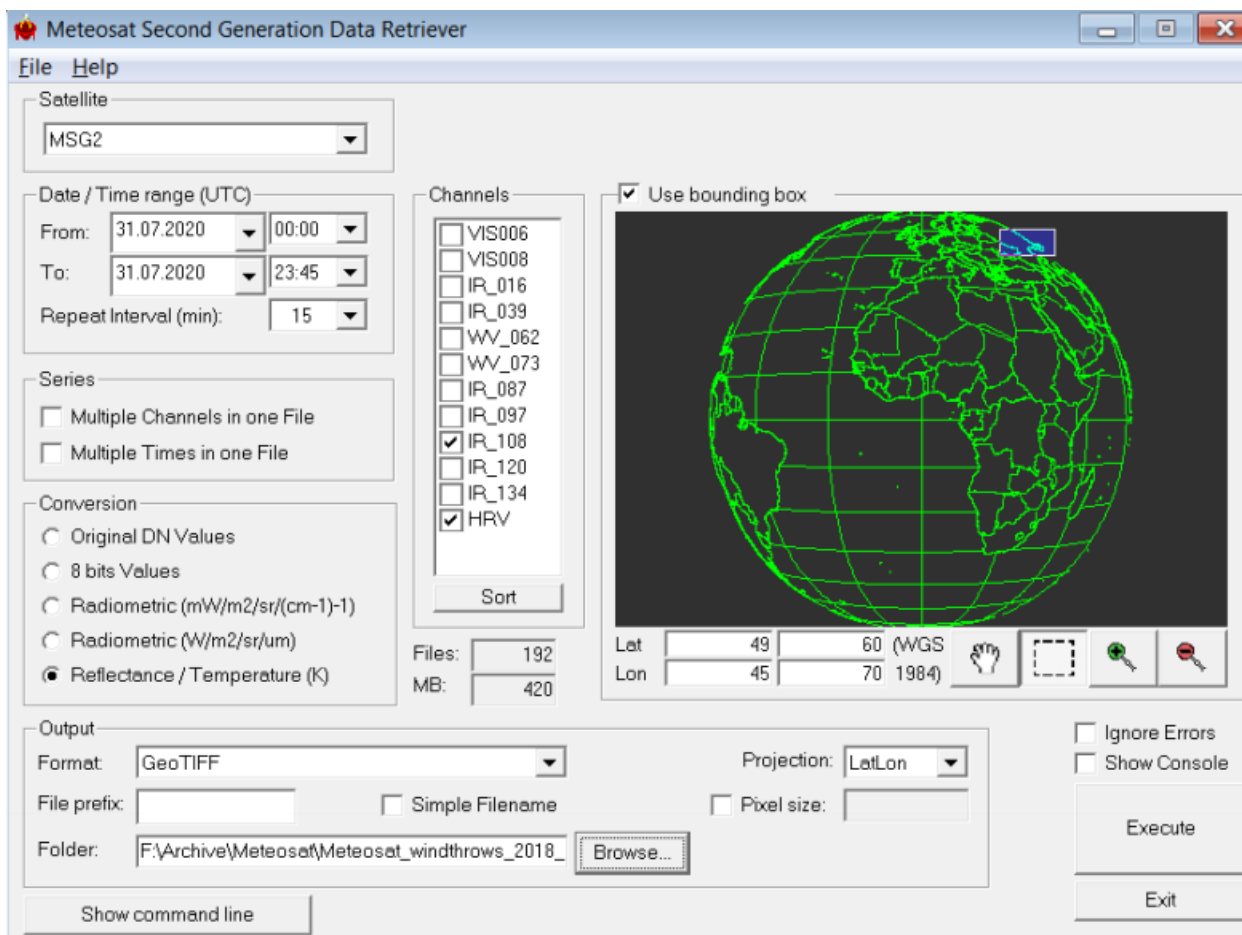 Meteosat Second Generation Data Retriever
File Help
Satellite
MSG2
Date / Time range (UTC)
From: 31.07.2020 00:00
To: 31.07.2020 23:45
Repeat Interval (min): 15
Series
Multiple Channels in one File
Multiple Times in one File
Conversion
Original DN Values
8 bits Values
Radiometric (mW/m2/sr/(cm-1)-1)
Radiometric (W/m2/sr/um)
Reflectance / Temperature (K)
Channels
VIS006
VIS008
IR_016
IR_039
WV_062
WV_073
IR_087
IR_097
IR_108
IR_120
IR_134
HRV
Sort
Files: 192
MB: 420
Use bounding box
Lat 49 60 (WGS
Lon 45 70 1984)
Output
Format: GeoTIFF
Projection: LatLon
File prefix:
Simple Filename
Pixel size:
Folder: F:\Archive\Meteosat\Meteosat_windthrows_2018_
Browse...
Ignore Errors
Show Console
Execute
Exit
Show command line